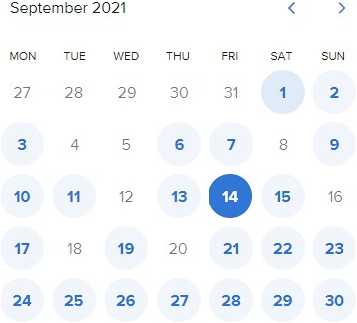 September 2021
MON TUE WED THU FRI SAT SUN
27 28 29 30 31 1 2
3 4 5 6 7 8 9
10 11 12 13 14 15 16
17 18 19 20 21 22 23
24 25 26 27 28 29 30